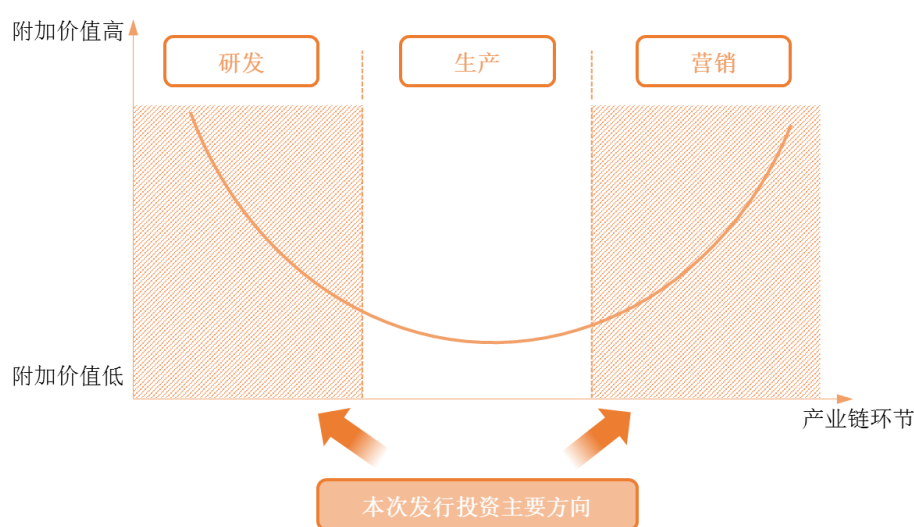 附加价值高
研发
生产
营销
附加价值低
产业链环节
本次发行投资主要方向